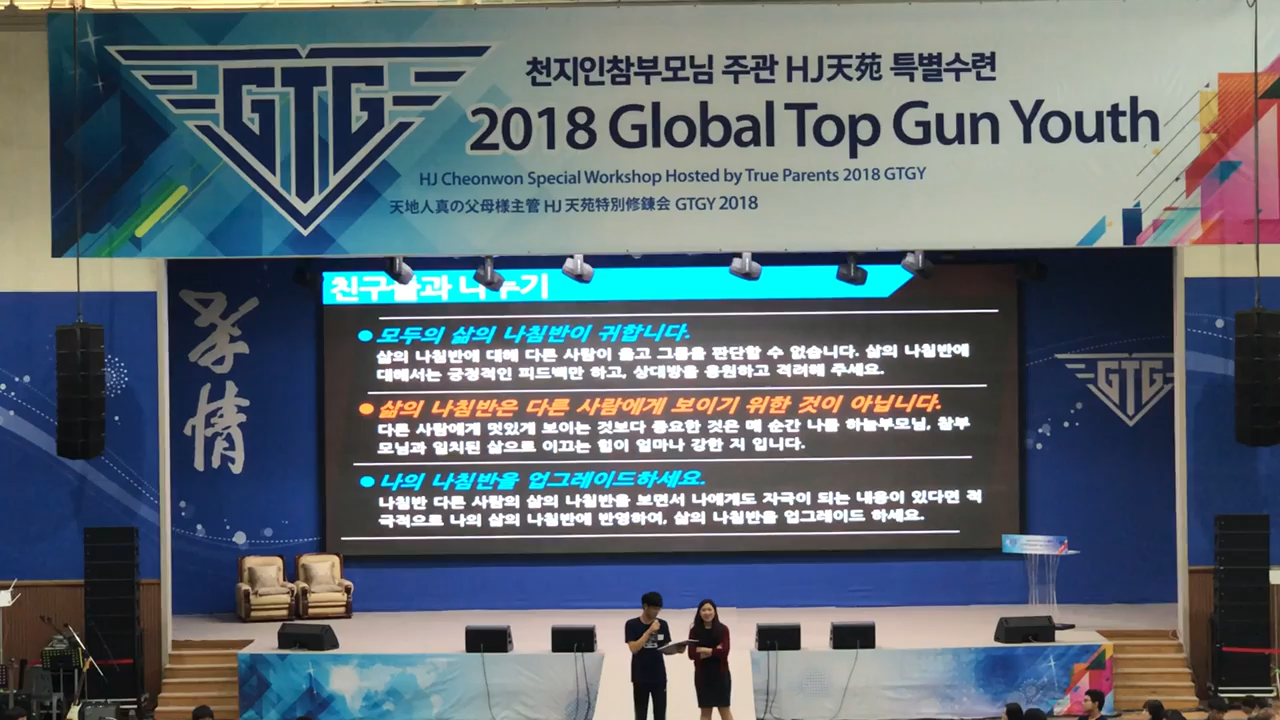 GTG
천지인참부모님 주관 HJ天苑 특별수련
2018 Global Top Gun Youth
HJ Cheonwon Special Workshop Hosted by True Parents 2018 GTGY
天地人真の父母様主管 HJ 天苑特別修錬会 GTGY 2018
친구들과 나누기
● 모두의 삶의 나침반이 귀합니다.
삶의 나침반에 대해 다른 사람이 옳고 그름을 판단할 수 없습니다. 삶의 나침반에
대해서는 긍정적인 피드백만 하고, 상대방을 응원하고 격려해 주세요.
● 삶의 나침반은 다른 사람에게 보이기 위한 것이 아닙니다.
다른 사람에게 멋있게 보이는 것보다 중요한 것은 매 순간 나를 하늘부모님, 참부
모님과 일치된 삶으로 이끄는 힘이 얼마나 강한 지 입니다.
● 나의 나침반을 업그레이드하세요.
나침반 다른 사람의 삶의 나침반을 보면서 나에게도 자극이 되는 내용이 있다면 적
극적으로 나의 삶의 나침반에 반영하여, 삶의 나침반을 업그레이드 하세요.
孝情
GTG